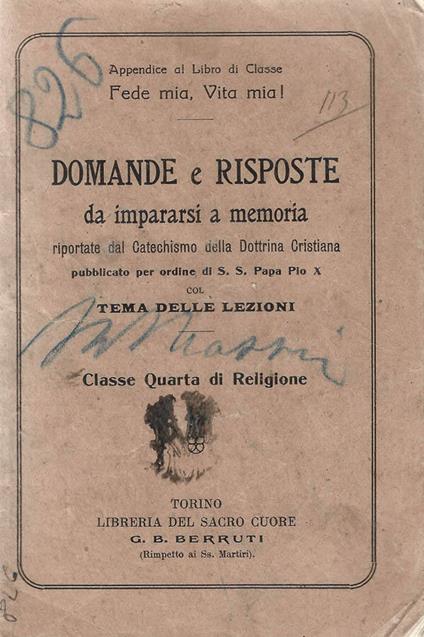 826
Appendice al Libro di Classe
Fede mia, Vita mia!
113
DOMANDE e RISPOSTE
da impararsi a memoria
riportate dal Catechismo della Dottrina Cristiana
pubblicato per ordine di S. S. Papa Pio X
COL
TEMA DELLE LEZIONI
Classe Quarta di Religione
TORINO
LIBRERIA DEL SACRO CUORE
G. B. BERRUTI
(Rimpetto ai Ss. Martiri).
826